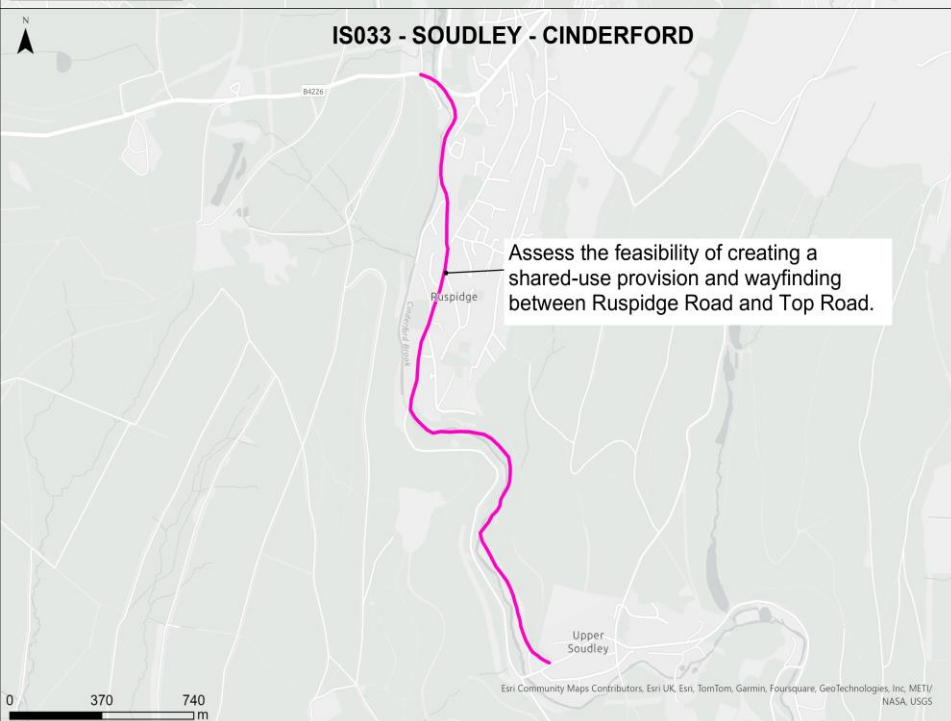 N
IS033 - SOUDLEY - CINDERFORD
B4226
Assess the feasibility of creating a
shared-use provision and wayfinding
between Ruspidge Road and Top Road.
Ruspidge
Cinderford Brook
Upper
Soudley
Esri Community Maps Contributors, Esri UK, Esri, TomTom, Garmin, Foursquare, GeoTechnologies, Inc, METI/
NASA, USGS
0 370 740
m